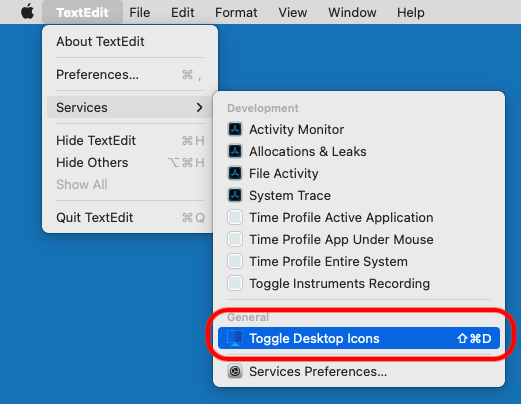 TextEdit File Edit Format View Window Help
About TextEdit
Preferences... ⌘ ,
Services >
Hide TextEdit ⌘H
Hide Others ⌥⌘H
Show All
Quit TextEdit ⌘Q
Development
Activity Monitor
Allocations & Leaks
File Activity
System Trace
Time Profile Active Application
Time Profile App Under Mouse
Time Profile Entire System
Toggle Instruments Recording
General
Toggle Desktop Icons ⇧⌘D
Services Preferences...